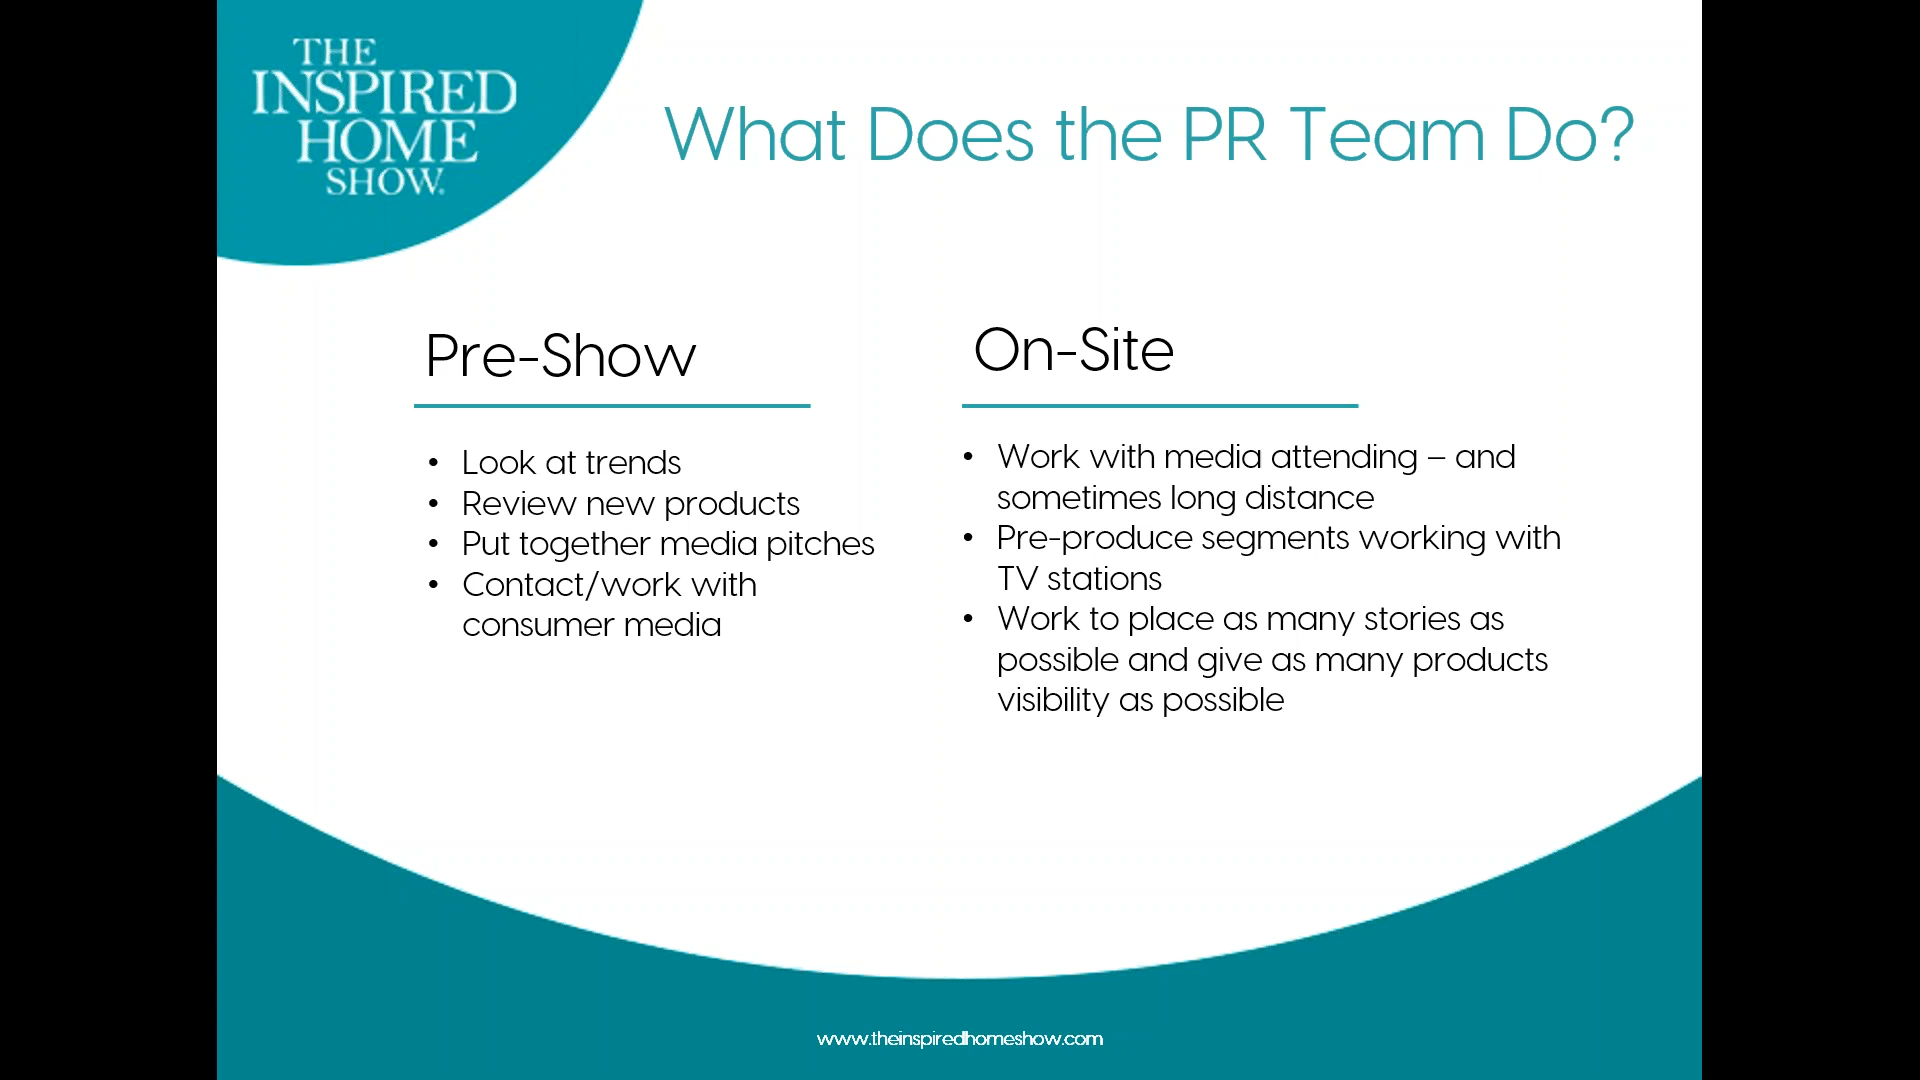 THE
INSPIRED
HOME
SHOW.
What Does the PR Team Do?
Pre-Show
• Look at trends
• Review new products
• Put together media pitches
• Contact/work with
consumer media
On-Site
• Work with media attending – and
sometimes long distance
• Pre-produce segments working with
TV stations
• Work to place as many stories as
possible and give as many products
visibility as possible
www.theinspiredhomeshow.com